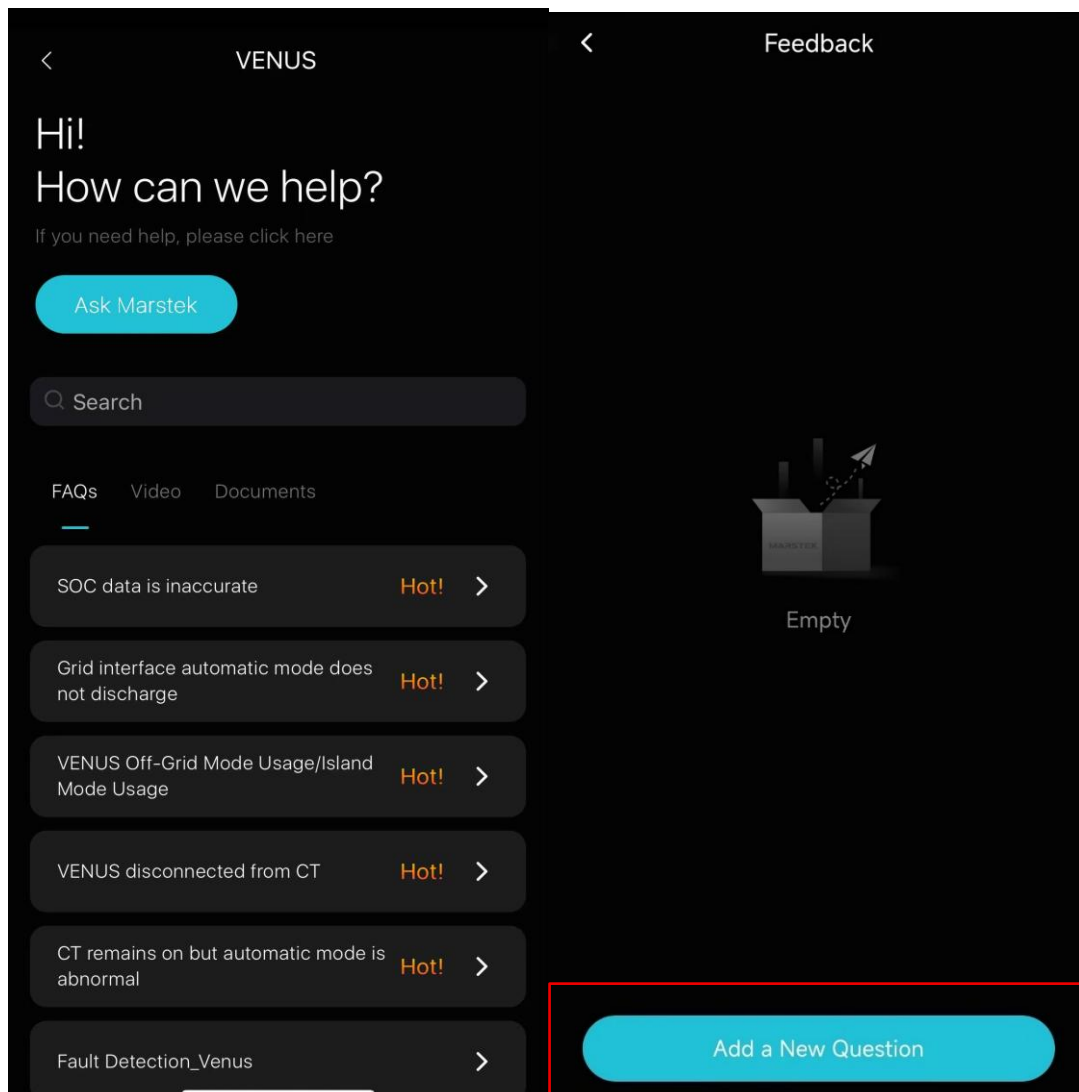 VENUS
Hi!
How can we help?
If you need help, please click here
Ask Marstek
Search
FAQs Video Documents
SOC data is inaccurate Hot!
Grid interface automatic mode does
not discharge Hot!
VENUS Off-Grid Mode Usage/Island
Mode Usage Hot!
VENUS disconnected from CT Hot!
CT remains on but automatic mode is
abnormal Hot!
Fault Detection_Venus
Feedback
MARSTEK
Empty
Add a New Question